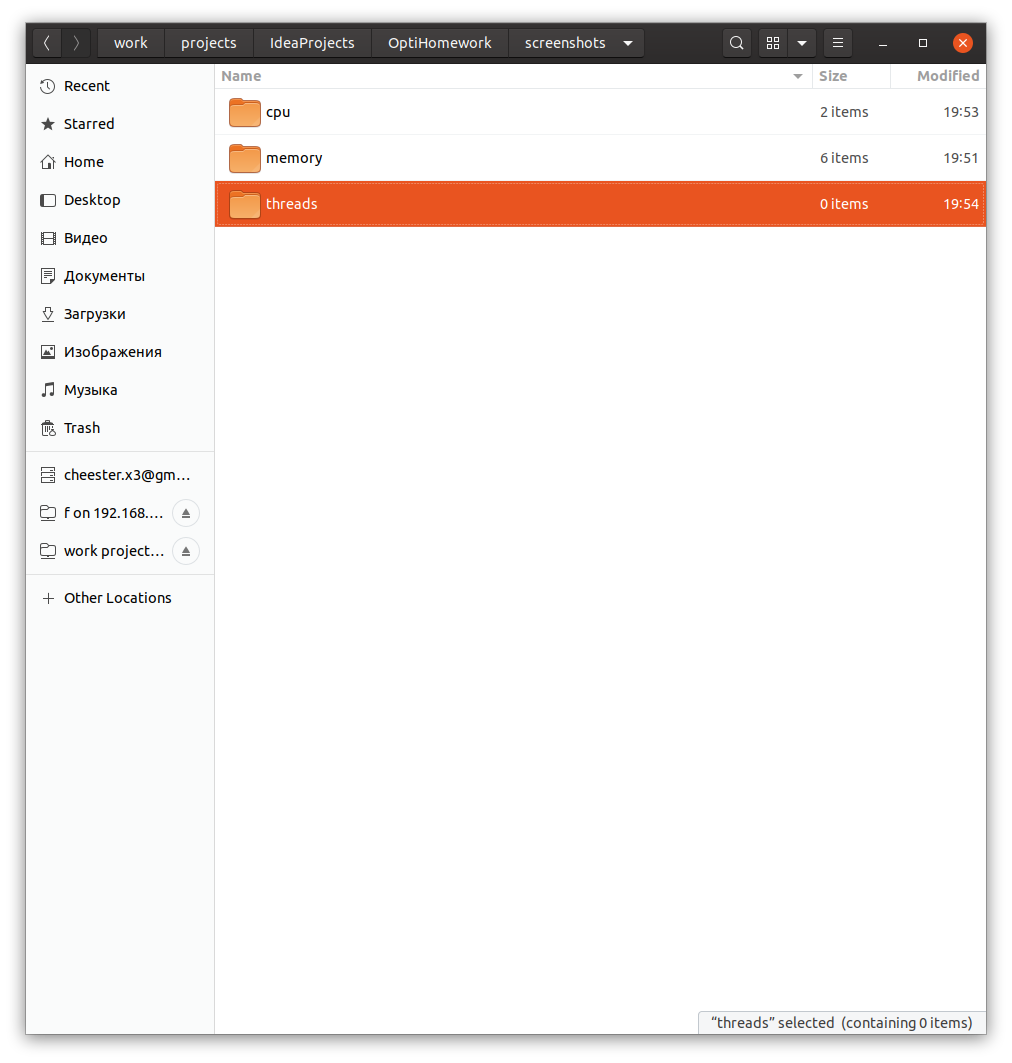 work projects IdeaProjects OptiHomework screenshots
Name Size Modified
Recent
Starred
Home
Desktop
Видео
Документы
Загрузки
Изображения
Музыка
Trash
cheester.x3@gm…
f on 192.168.…
work project…
Other Locations
cpu 2 items 19:53
memory 6 items 19:51
threads 0 items 19:54
“threads” selected (containing 0 items)